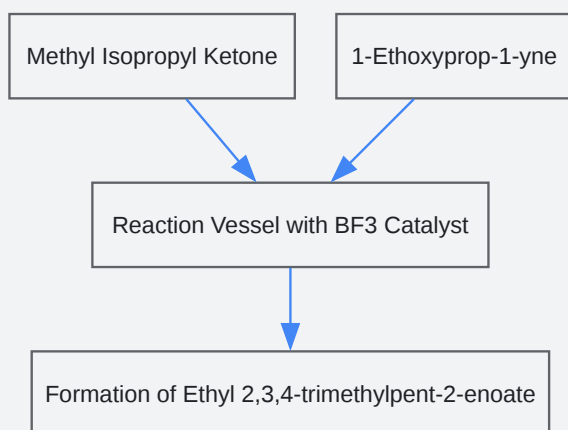 Methyl Isopropyl Ketone
1-Ethoxyprop-1-yne
Reaction Vessel with BF3 Catalyst
Formation of Ethyl 2,3,4-trimethylpent-2-enoate